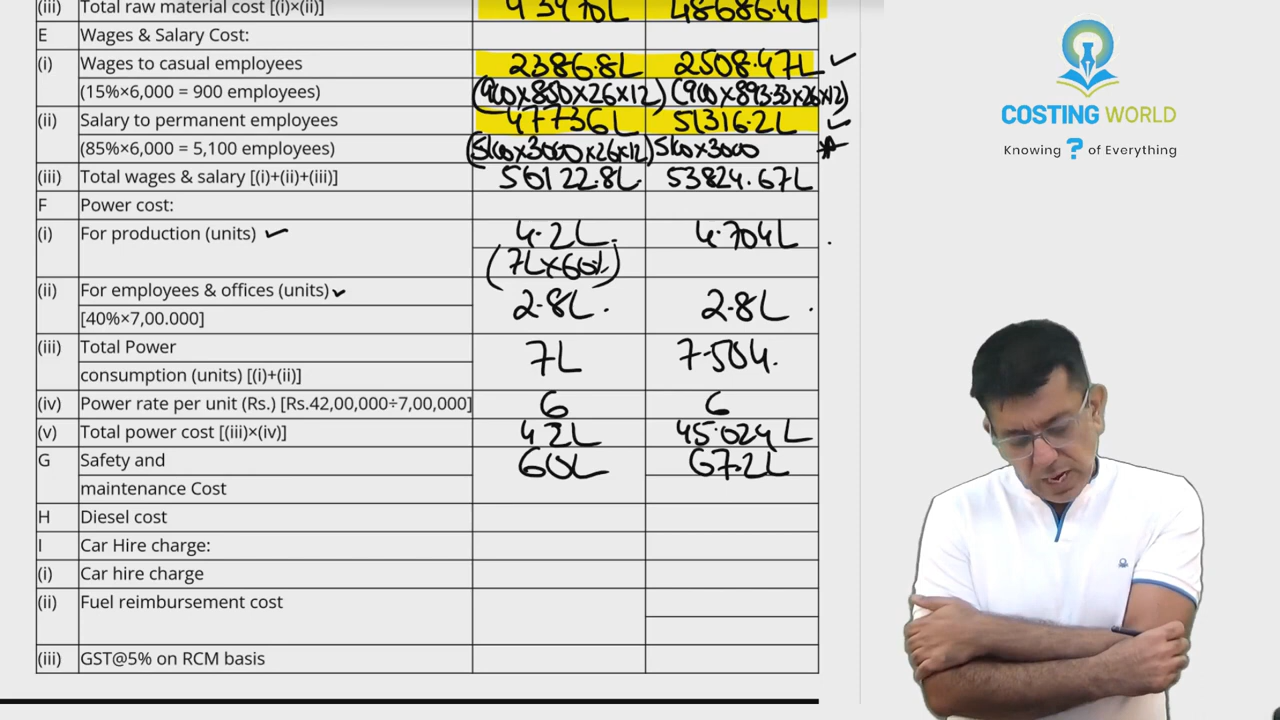 (iii) Total raw material cost [(i)×(ii)] 43970L 48686.4L
E Wages & Salary Cost:
(i) Wages to casual employees 2386.8L 2508.47L ✓
(15%×6,000 = 900 employees) (900×850×26×12) (900×893.33×26×12)
(ii) Salary to permanent employees 47736L 51316.2L ✓
(85%×6,000 = 5,100 employees) (5100×3000×26×12) 5100×3000
(iii) Total wages & salary [(i)+(ii)+(iii)] 50122.8L 53824.67L
F Power cost:
(i) For production (units) ✓ 4.2L 4.704L
(7L×60%)
(ii) For employees & offices (units) ✓ 2.8L 2.8L
[40%×7,00.000]
(iii) Total Power 7L 7.504
consumption (units) [(i)+(ii)]
(iv) Power rate per unit (Rs.) [Rs.42,00,000÷7,00,000] 6 6
(v) Total power cost [(iii)×(iv)] 42L 45.024L
G Safety and 60L 67.2L
maintenance Cost
H Diesel cost
I Car Hire charge:
(i) Car hire charge
(ii) Fuel reimbursement cost
(iii) GST@5% on RCM basis
COSTING WORLD
Knowing ? of Everything